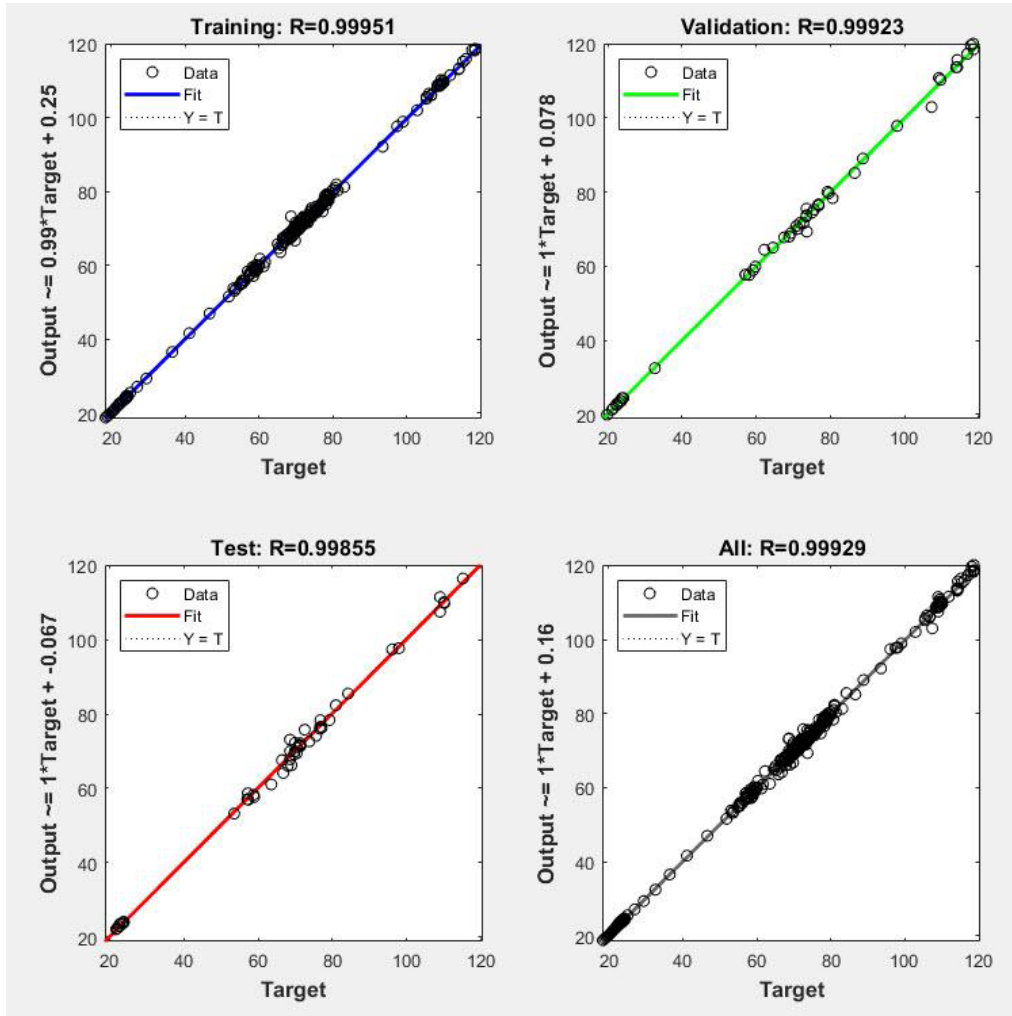 Training: R=0.99951
Output ~= 0.99*Target + 0.25
120
100
80
60
40
20
Data
Fit
Y = T
20 40 60 80 100 120
Target
Validation: R=0.99923
Output ~= 1*Target + 0.078
120
100
80
60
40
20
Data
Fit
Y = T
20 40 60 80 100 120
Target
Test: R=0.99855
Output ~= 1*Target + -0.067
120
100
80
60
40
20
Data
Fit
Y = T
20 40 60 80 100 120
Target
All: R=0.99929
Output ~= 1*Target + 0.16
120
100
80
60
40
20
Data
Fit
Y = T
20 40 60 80 100 120
Target